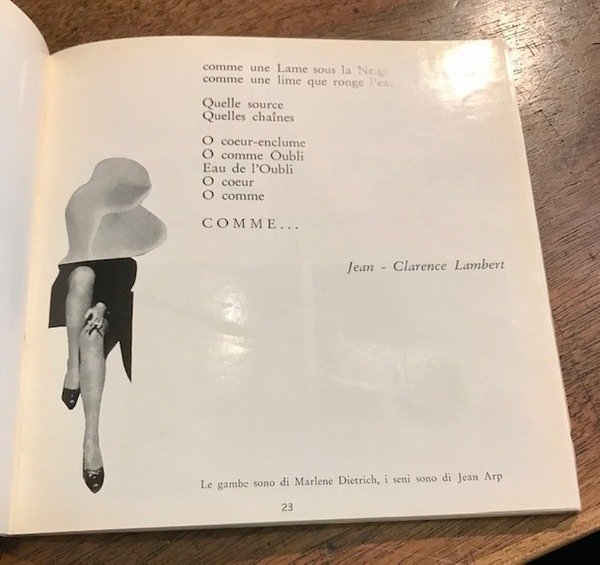 comme une Lame sous la Neige
comme une lime que ronge l'eau
Quelle source
Quelles chaînes
O coeur-enclume
O comme Oubli
Eau de l'Oubli
O coeur
O comme
COMME...
Jean - Clarence Lambert
Le gambe sono di Marlene Dietrich, i seni sono di Jean Arp
23